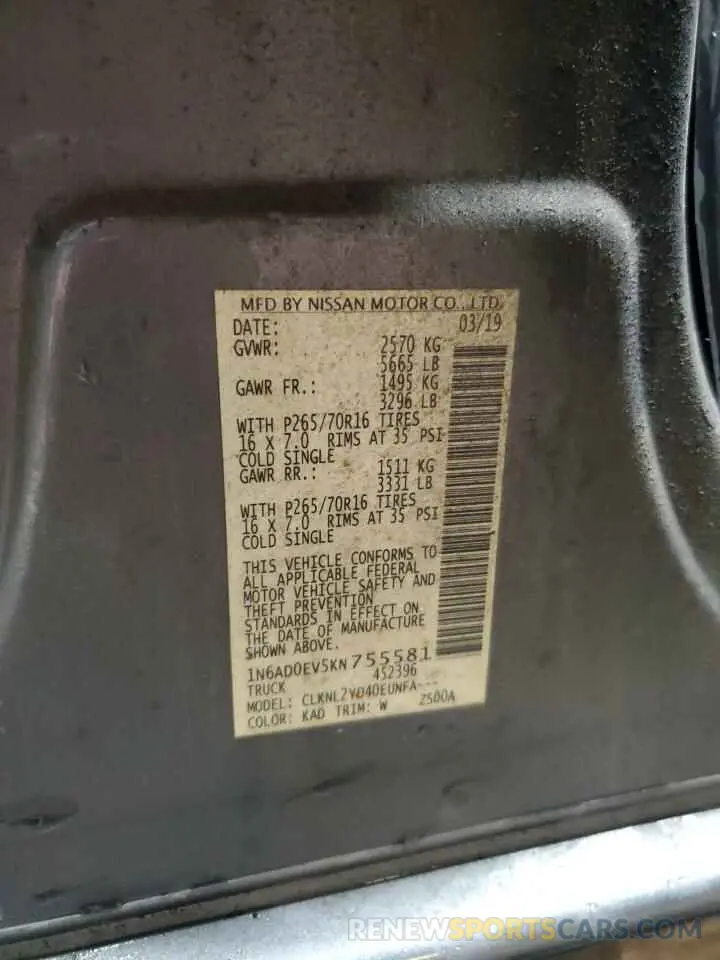 MFD BY NISSAN MOTOR CO., LTD.
DATE: 03/19
GVWR: 2570 KG
5665 LB
GAWR FR.: 1495 KG
3296 LB
WITH P265/70R16 TIRES
16 X 7.0 RIMS AT 35 PSI
COLD SINGLE
GAWR RR.: 1511 KG
3331 LB
WITH P265/70R16 TIRES
16 X 7.0 RIMS AT 35 PSI
COLD SINGLE
THIS VEHICLE CONFORMS TO
ALL APPLICABLE FEDERAL
MOTOR VEHICLE SAFETY AND
THEFT PREVENTION
STANDARDS IN EFFECT ON
THE DATE OF MANUFACTURE
SHOWN ABOVE.
1N6AD0EV5KN755581
TRUCK 452396
MODEL: CLKNL2YD40EUNFA---
COLOR: KAD TRIM: W 2500A
RENEWSPORTSCARS.COM